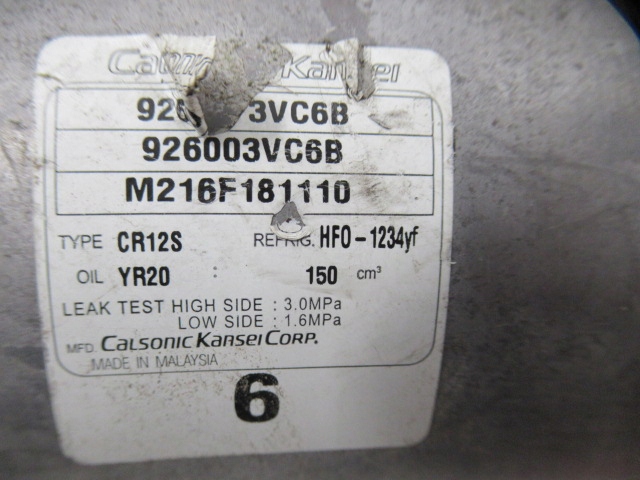 Kansei
3VC6B
926003VC6B
M216F181110
TYPE CR12S REFRIG. HFO-1234yf
OIL YR20 : 150 cm³
LEAK TEST HIGH SIDE : 3.0MPa
LOW SIDE : 1.6MPa
MFD. CALSONIC KANSEI CORP.
MADE IN MALAYSIA
6